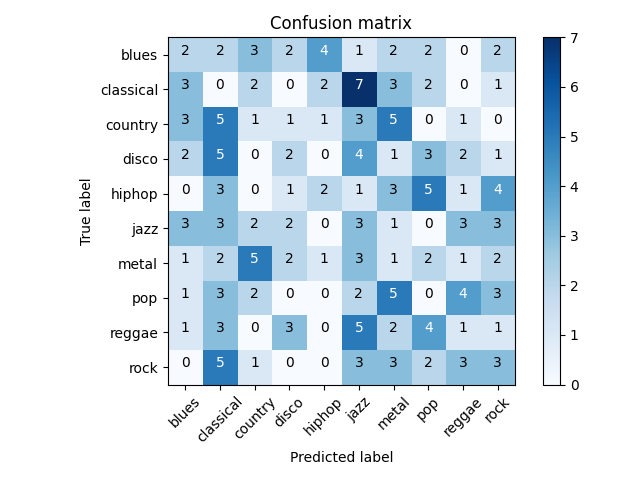 Confusion matrix
blues 2 2 3 2 4 1 2 2 0 2
classical 3 0 2 0 2 7 3 2 0 1
country 3 5 1 1 1 3 5 0 1 0
disco 2 5 0 2 0 4 1 3 2 1
hiphop 0 3 0 1 2 1 3 5 1 4
jazz 3 3 2 2 0 3 1 0 3 3
metal 1 2 5 2 1 3 1 2 1 2
pop 1 3 2 0 0 2 5 0 4 3
reggae 1 3 0 3 0 5 2 4 1 1
rock 0 5 1 0 0 3 3 2 3 3
True label
blues classical country disco hiphop jazz metal pop reggae rock
Predicted label
7
6
5
4
3
2
1
0